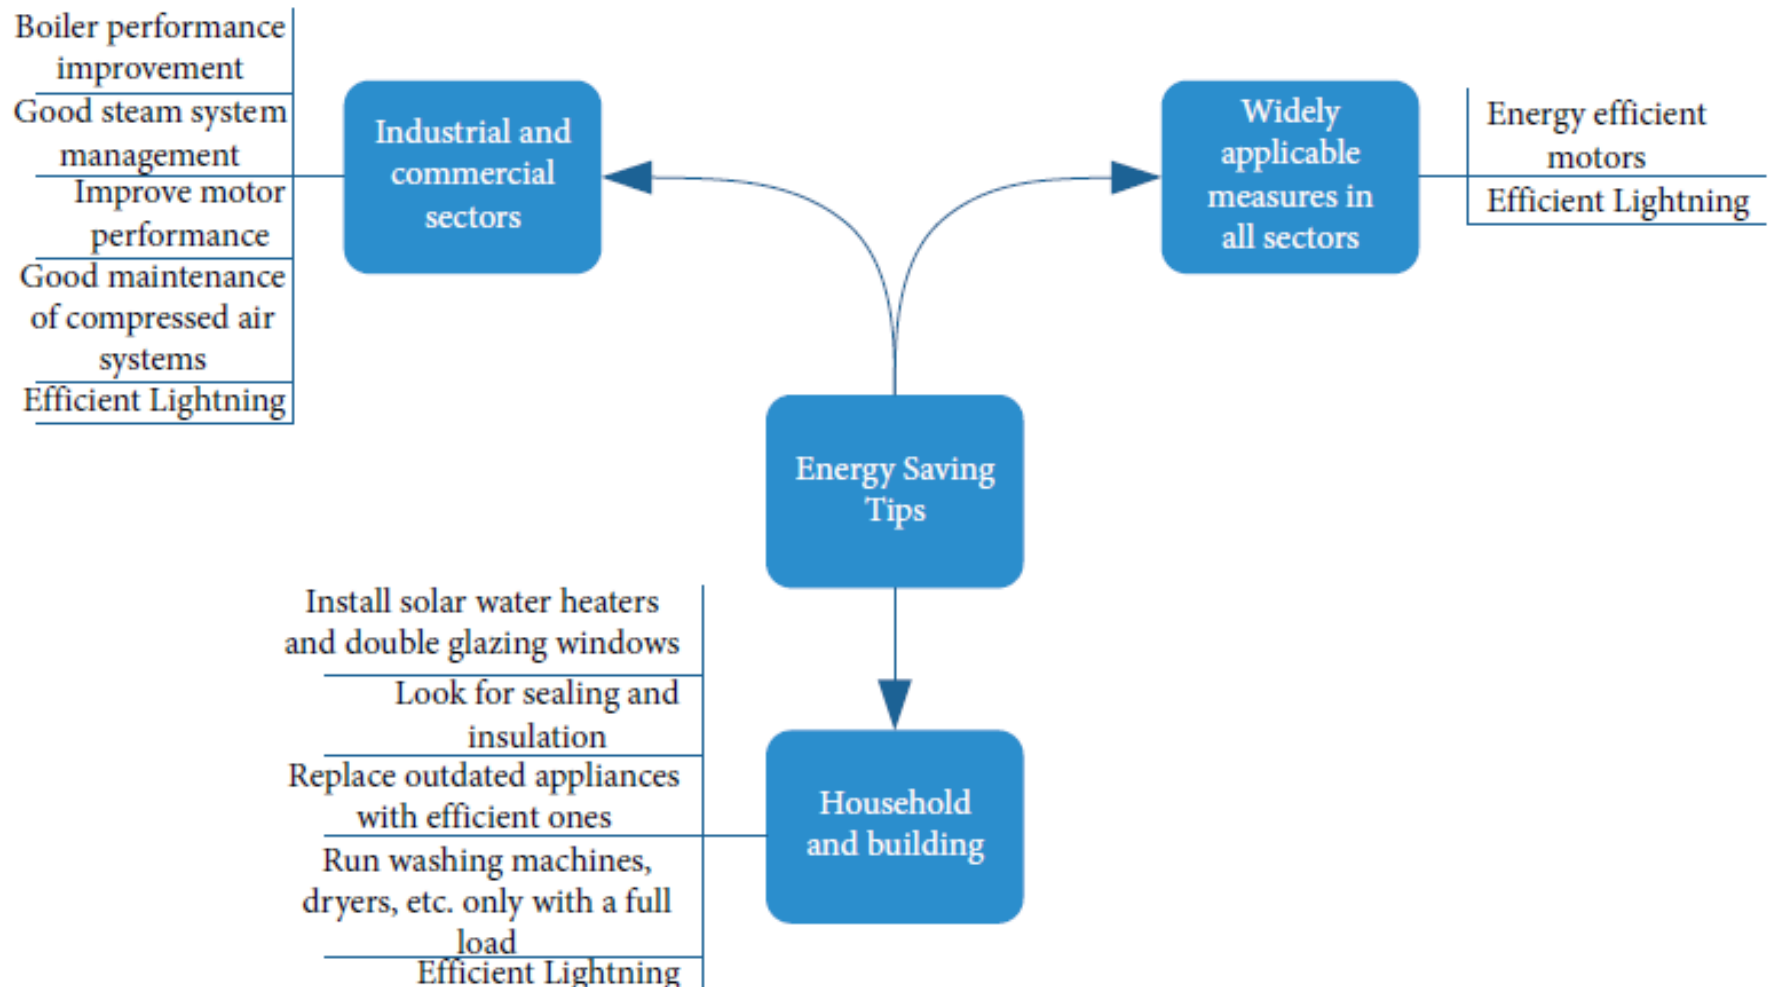 Boiler performance
improvement
Good steam system
management
Improve motor
performance
Good maintenance
of compressed air
systems
Efficient Lightning
Industrial and
commercial
sectors
Widely
applicable
measures in
all sectors
Energy efficient
motors
Efficient Lightning
Energy Saving
Tips
Install solar water heaters
and double glazing windows
Look for sealing and
insulation
Replace outdated appliances
with efficient ones
Run washing machines,
dryers, etc. only with a full
load
Efficient Lightning
Household
and building